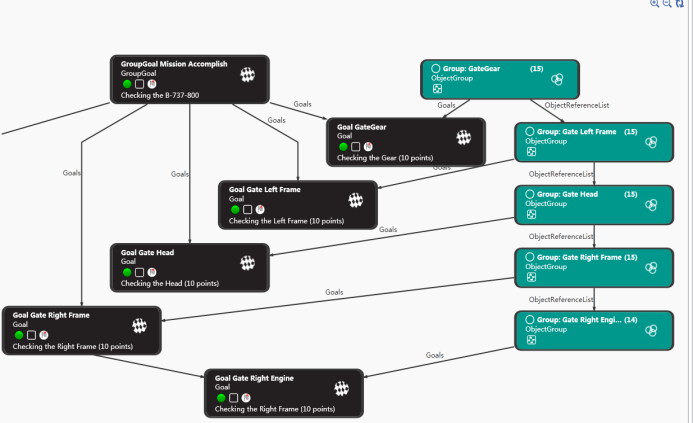 GroupGoal Mission Accomplish
GroupGoal
Checking the B-737-800
Group: GateGear (15)
ObjectGroup
Goals
Goals
ObjectReferenceList
Goals
Goal GateGear
Goal
Checking the Gear (10 points)
Group: Gate Left Frame (15)
ObjectGroup
Goals
Goals
Goals
ObjectReferenceList
Goal Gate Left Frame
Goal
Checking the Left Frame (10 points)
Group: Gate Head (15)
ObjectGroup
Goals
ObjectReferenceList
Goal Gate Head
Goal
Checking the Head (10 points)
Group: Gate Right Frame (15)
ObjectGroup
Goals
ObjectReferenceList
Goal Gate Right Frame
Goal
Checking the Right Frame (10 points)
Group: Gate Right Engi... (14)
ObjectGroup
Goals
Goal Gate Right Engine
Goal
Checking the Right Frame (10 points)